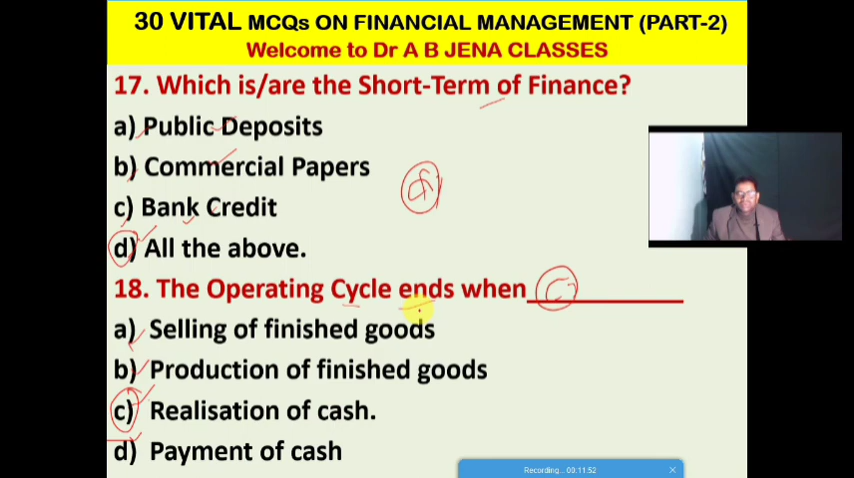 30 VITAL MCQs ON FINANCIAL MANAGEMENT (PART-2)
Welcome to Dr A B JENA CLASSES
17. Which is/are the Short-Term of Finance?
a) Public Deposits
b) Commercial Papers
c) Bank Credit
d) All the above.
d)
18. The Operating Cycle ends when__________ C
a) Selling of finished goods
b) Production of finished goods
c) Realisation of cash.
d) Payment of cash
Recording... 00:11:52